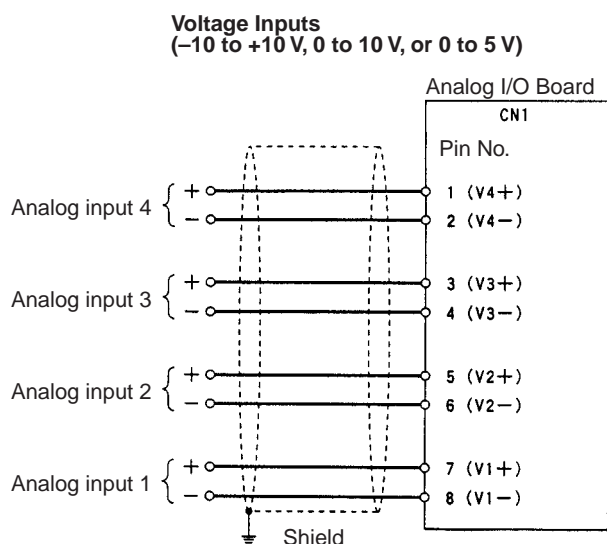 Voltage Inputs
(–10 to +10 V, 0 to 10 V, or 0 to 5 V)
Analog I/O Board
CN1
Pin No.
Analog input 4
+
1 (V4+)
−
2 (V4−)
Analog input 3
+
3 (V3+)
−
4 (V3−)
Analog input 2
+
5 (V2+)
−
6 (V2−)
Analog input 1
+
7 (V1+)
−
8 (V1−)
Shield